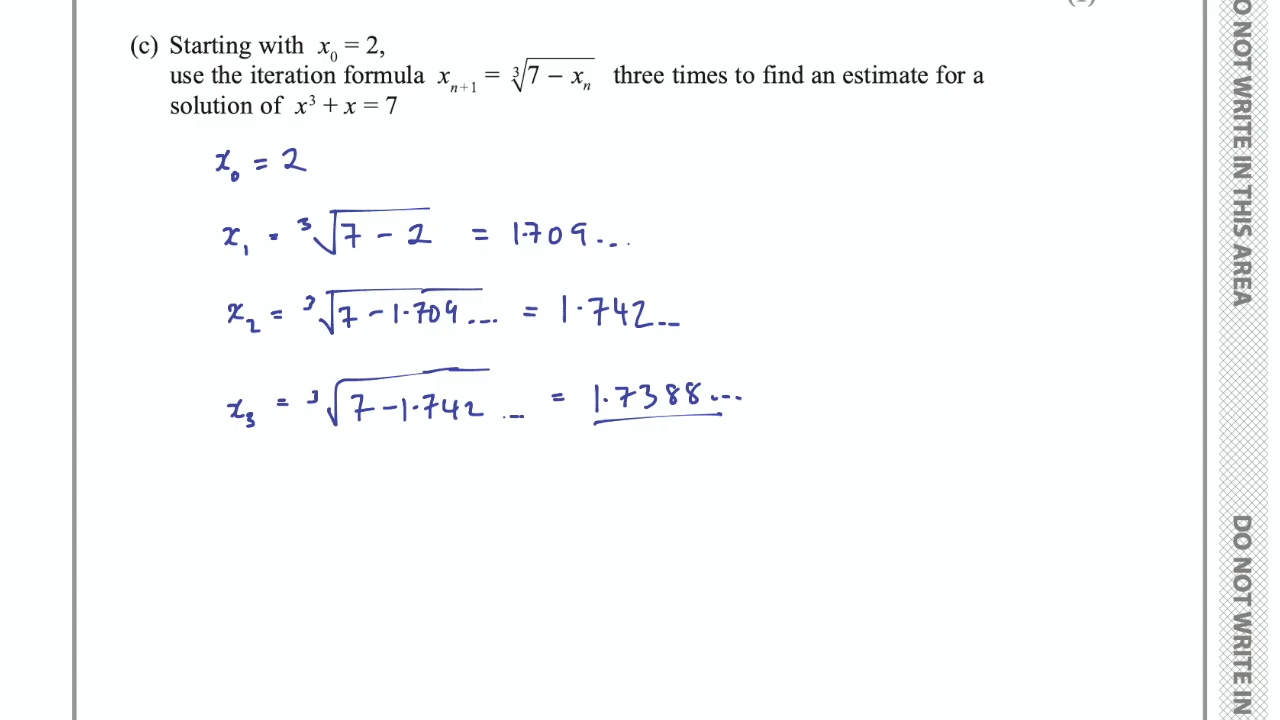 (c) Starting with x₀ = 2,
use the iteration formula xₙ₊₁ = ∛(7 − xₙ) three times to find an estimate for a
solution of x³ + x = 7
x₀ = 2
x₁ = ∛(7 − 2) = 1.709...
x₂ = ∛(7 − 1.709...) = 1.742...
x₃ = ∛(7 − 1.742...) = 1.7388...
DO NOT WRITE IN THIS AREA
DO NOT WRITE IN